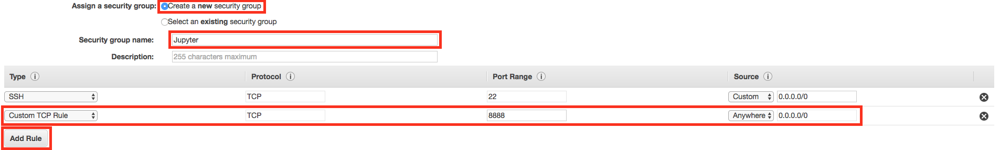 Assign a security group: Create a new security group
Select an existing security group
Security group name: Jupyter
Description: 255 characters maximum
Type i Protocol i Port Range i Source i
SSH TCP 22 Custom 0.0.0.0/0
Custom TCP Rule TCP 8888 Anywhere 0.0.0.0/0
Add Rule